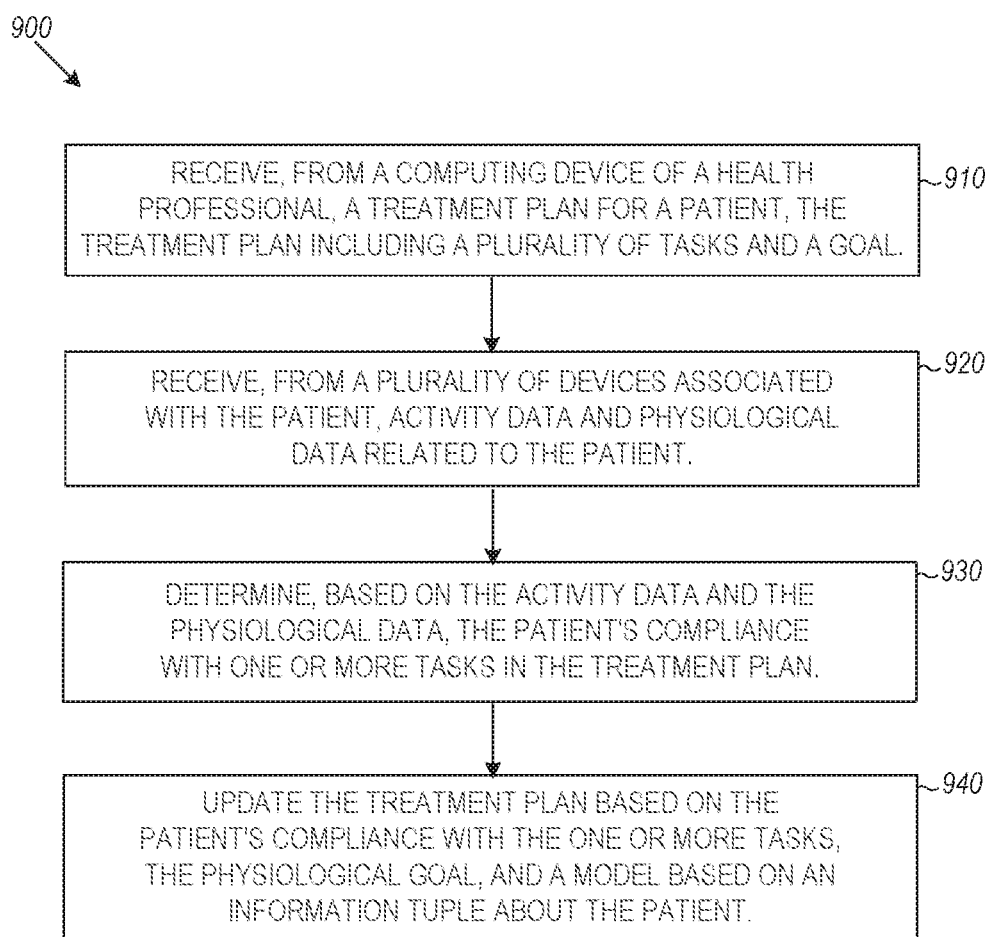 900
RECEIVE, FROM A COMPUTING DEVICE OF A HEALTH
PROFESSIONAL, A TREATMENT PLAN FOR A PATIENT, THE
TREATMENT PLAN INCLUDING A PLURALITY OF TASKS AND A GOAL.
910
RECEIVE, FROM A PLURALITY OF DEVICES ASSOCIATED
WITH THE PATIENT, ACTIVITY DATA AND PHYSIOLOGICAL
DATA RELATED TO THE PATIENT.
920
DETERMINE, BASED ON THE ACTIVITY DATA AND THE
PHYSIOLOGICAL DATA, THE PATIENT'S COMPLIANCE
WITH ONE OR MORE TASKS IN THE TREATMENT PLAN.
930
UPDATE THE TREATMENT PLAN BASED ON THE
PATIENT'S COMPLIANCE WITH THE ONE OR MORE TASKS,
THE PHYSIOLOGICAL GOAL, AND A MODEL BASED ON AN
INFORMATION TUPLE ABOUT THE PATIENT.
940